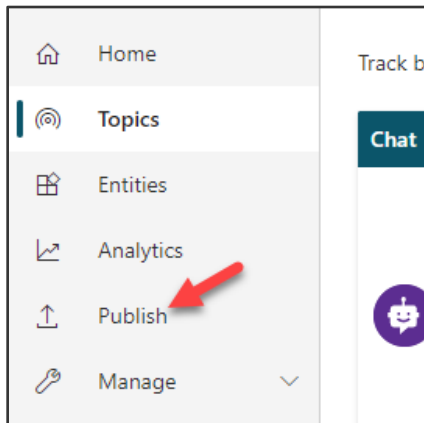 Home
Track b
Topics
Chat
Entities
Analytics
Publish
Manage